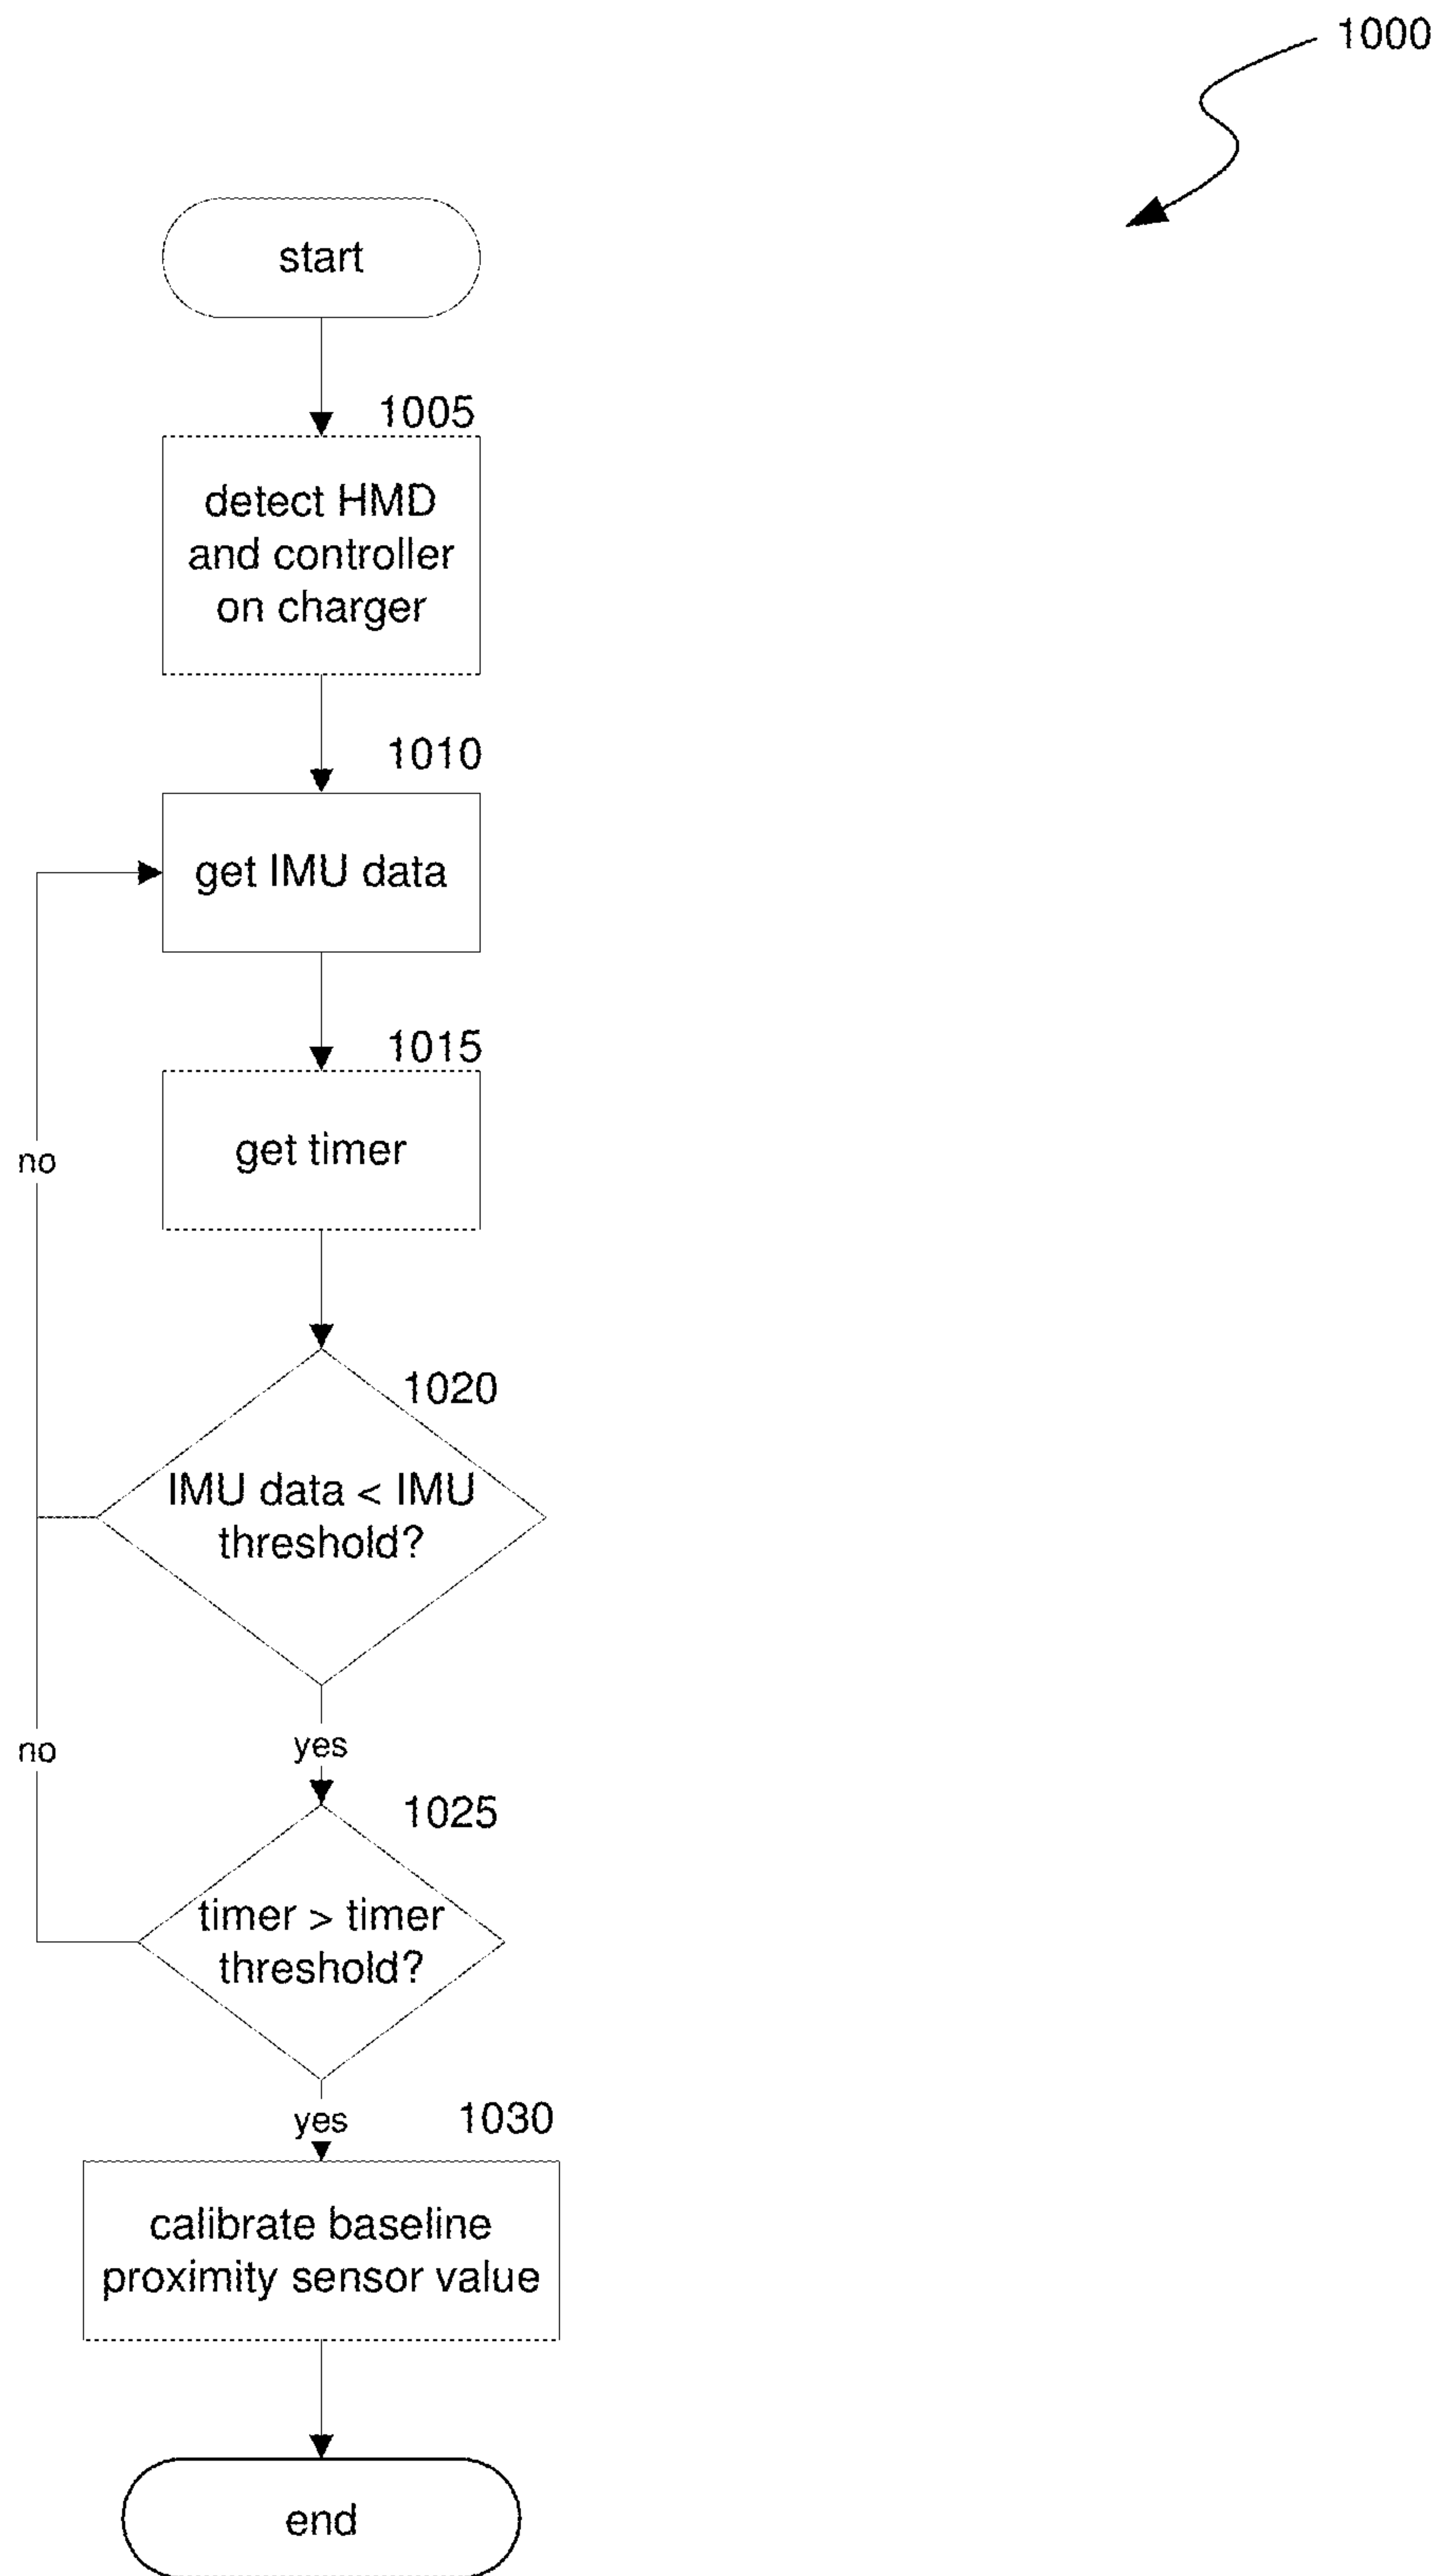 1000
start
1005
detect HMD
and controller
on charger
1010
get IMU data
1015
get timer
no
1020
IMU data < IMU
threshold?
no
yes
1025
timer > timer
threshold?
yes
1030
calibrate baseline
proximity sensor value
end